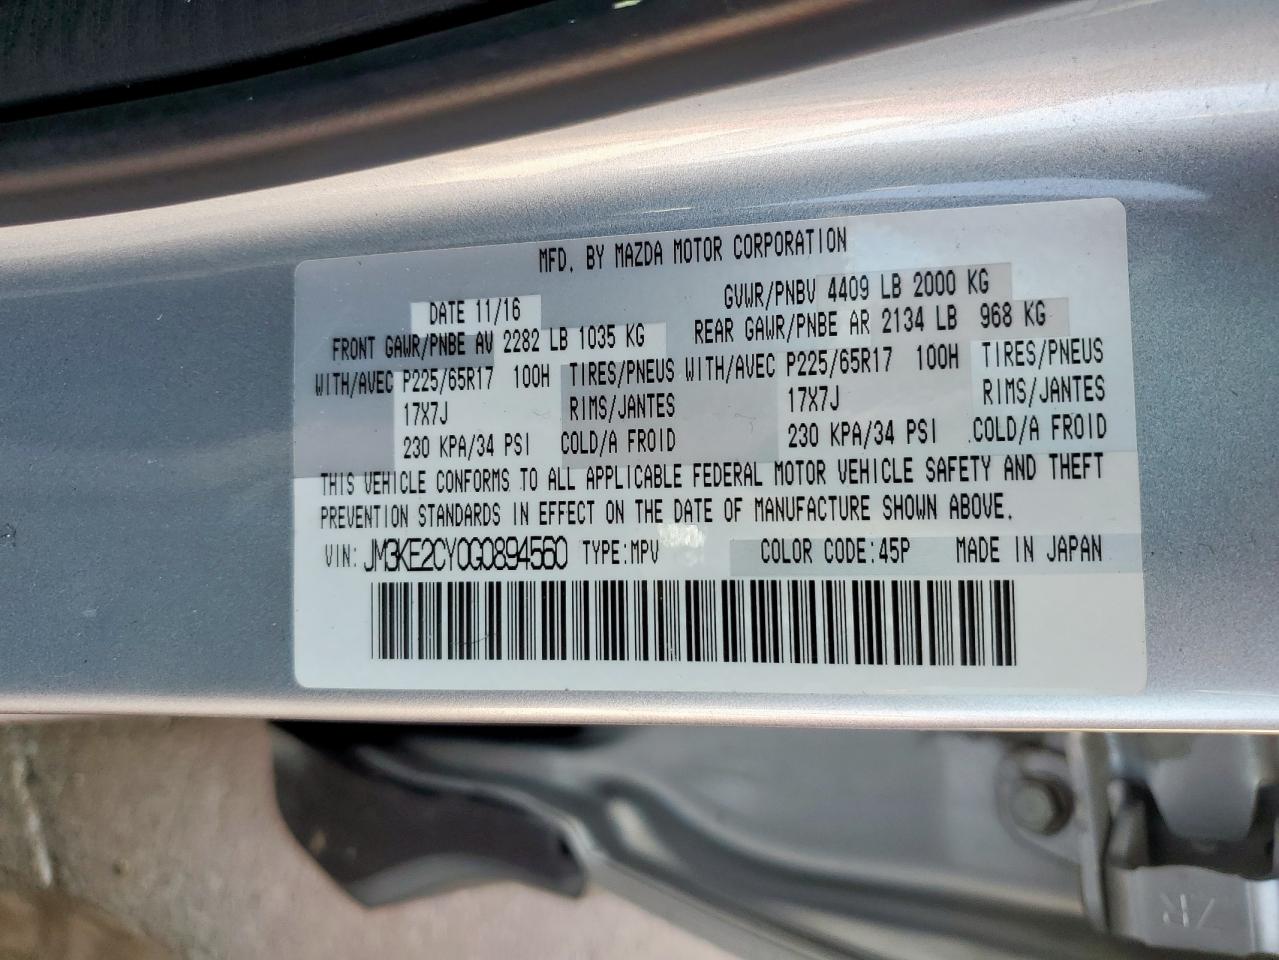 MFD. BY MAZDA MOTOR CORPORATION
DATE 11/16 GVWR/PNBV 4409 LB 2000 KG
FRONT GAWR/PNBE AV 2282 LB 1035 KG REAR GAWR/PNBE AR 2134 LB 968 KG
WITH/AVEC P225/65R17 100H TIRES/PNEUS WITH/AVEC P225/65R17 100H TIRES/PNEUS
17X7J RIMS/JANTES 17X7J RIMS/JANTES
230 KPA/34 PSI COLD/A FROID 230 KPA/34 PSI COLD/A FROID
THIS VEHICLE CONFORMS TO ALL APPLICABLE FEDERAL MOTOR VEHICLE SAFETY AND THEFT
PREVENTION STANDARDS IN EFFECT ON THE DATE OF MANUFACTURE SHOWN ABOVE.
VIN: JM3KE2CY0G0894560 TYPE:MPV COLOR CODE:45P MADE IN JAPAN